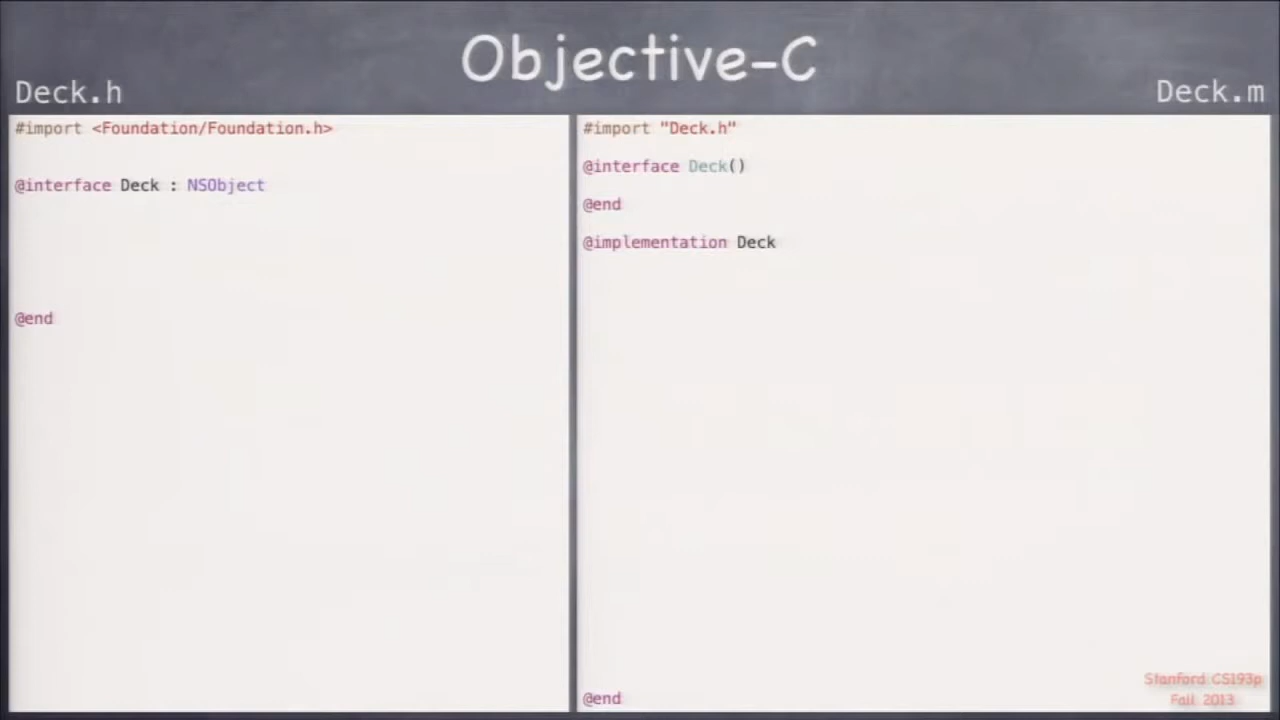 Objective-C
Deck.h
Deck.m
#import <Foundation/Foundation.h>
@interface Deck : NSObject
@end
#import "Deck.h"
@interface Deck()
@end
@implementation Deck
@end
Stanford CS193p
Fall 2013